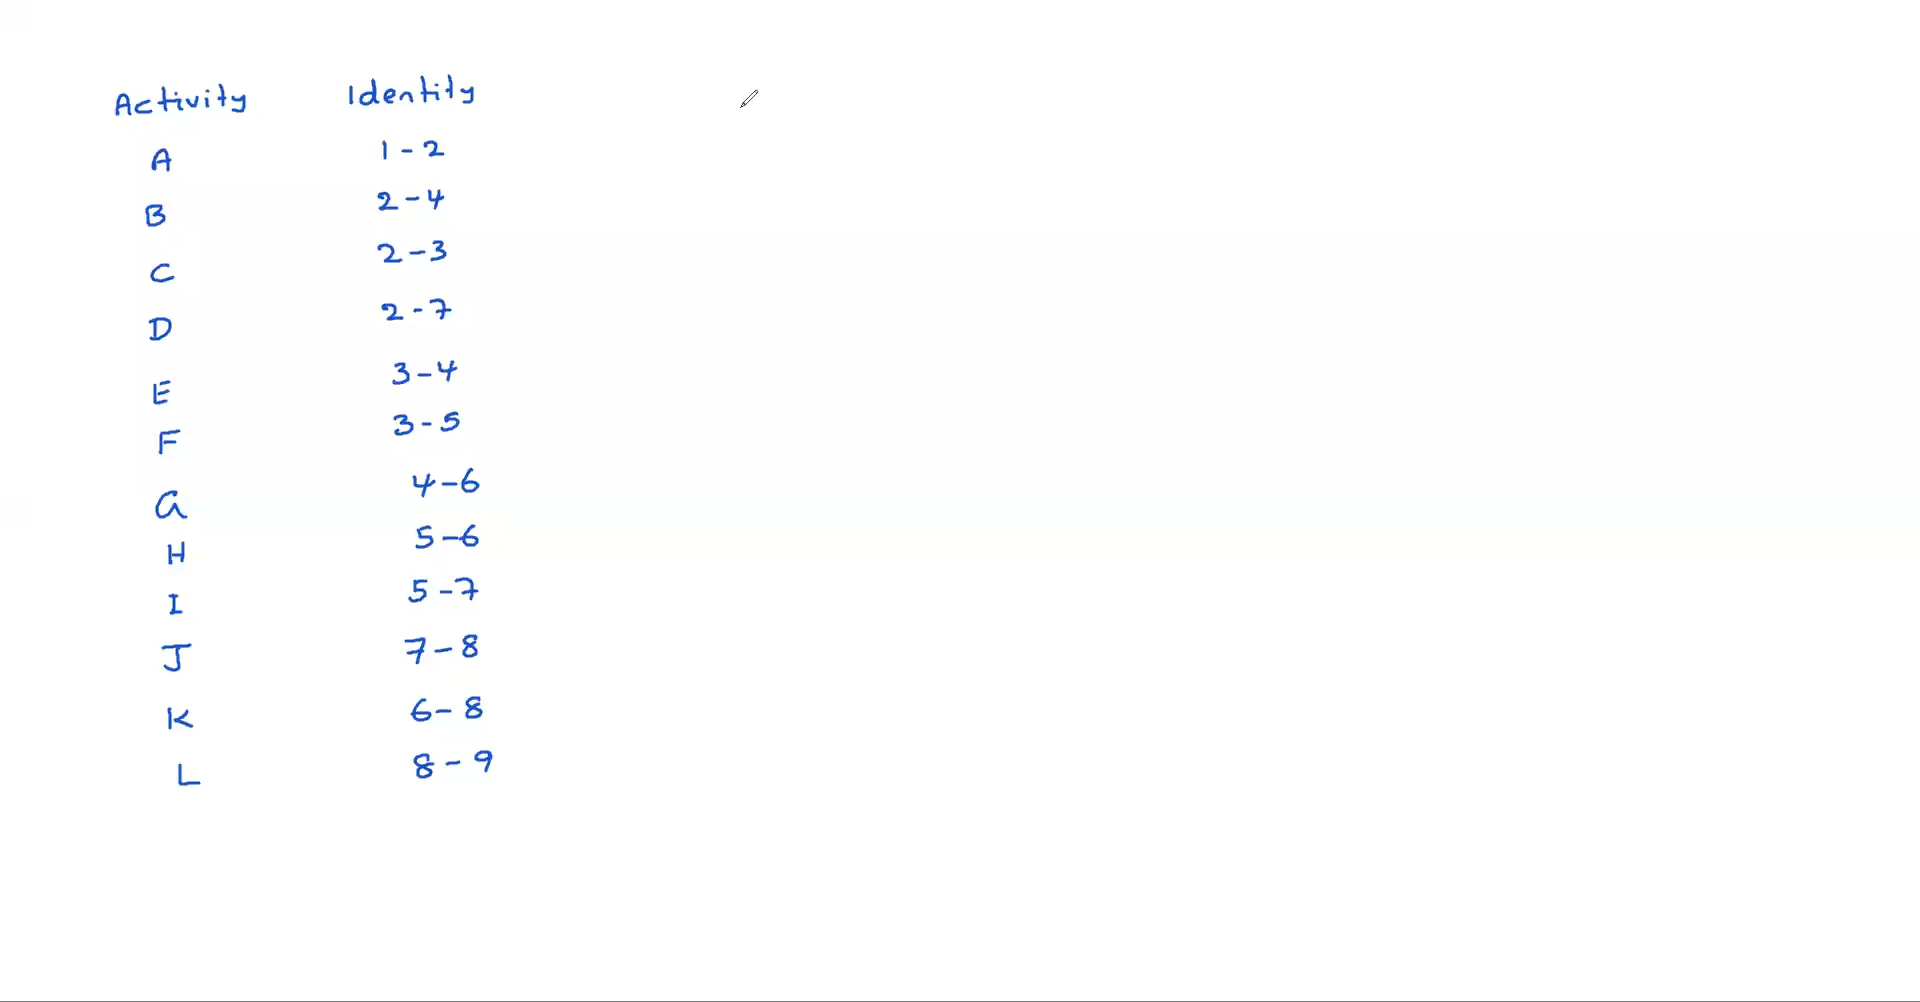 Activity Identity
A 1-2
B 2-4
C 2-3
D 2-7
E 3-4
F 3-5
G 4-6
H 5-6
I 5-7
J 7-8
K 6-8
L 8-9